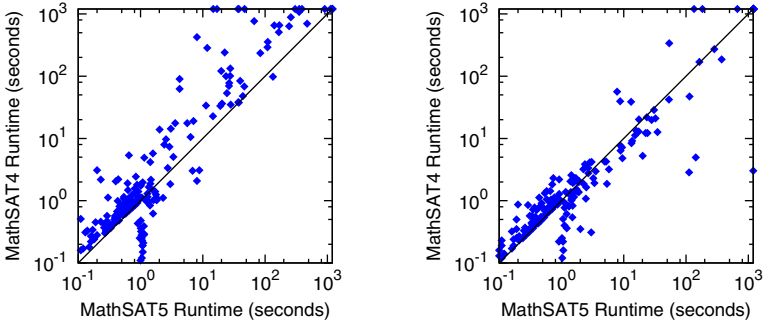 10³
10²
10¹
10⁰
10⁻¹
10⁻¹ 10⁰ 10¹ 10² 10³
MathSAT4 Runtime (seconds)
MathSAT5 Runtime (seconds)
10³
10²
10¹
10⁰
10⁻¹
10⁻¹ 10⁰ 10¹ 10² 10³
MathSAT4 Runtime (seconds)
MathSAT5 Runtime (seconds)